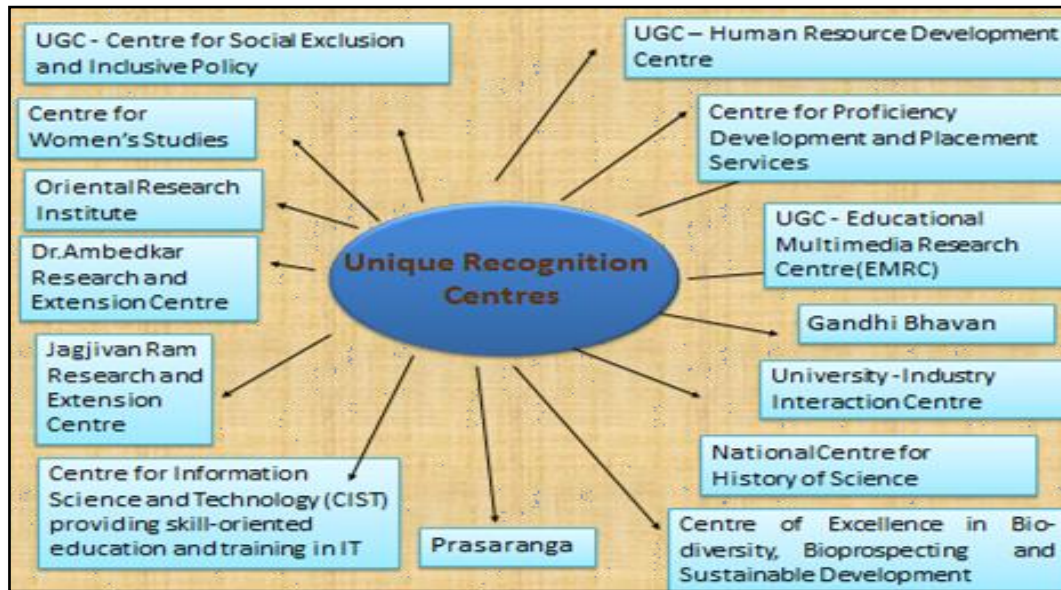 UGC - Centre for Social Exclusion
and Inclusive Policy
UGC – Human Resource Development
Centre
Centre for
Women's Studies
Centre for Proficiency
Development and Placement
Services
Oriental Research
Institute
UGC - Educational
Multimedia Research
Centre(EMRC)
Dr.Ambedkar
Research and
Extension Centre
Unique Recognition
Centres
Gandhi Bhavan
Jagjivan Ram
Research and
Extension
Centre
University -Industry
Interaction Centre
National Centre for
History of Science
Centre for Information
Science and Technology (CIST)
providing skill-oriented
education and training in IT
Prasaranga
Centre of Excellence in Bio-
diversity, Bioprospecting and
Sustainable Development